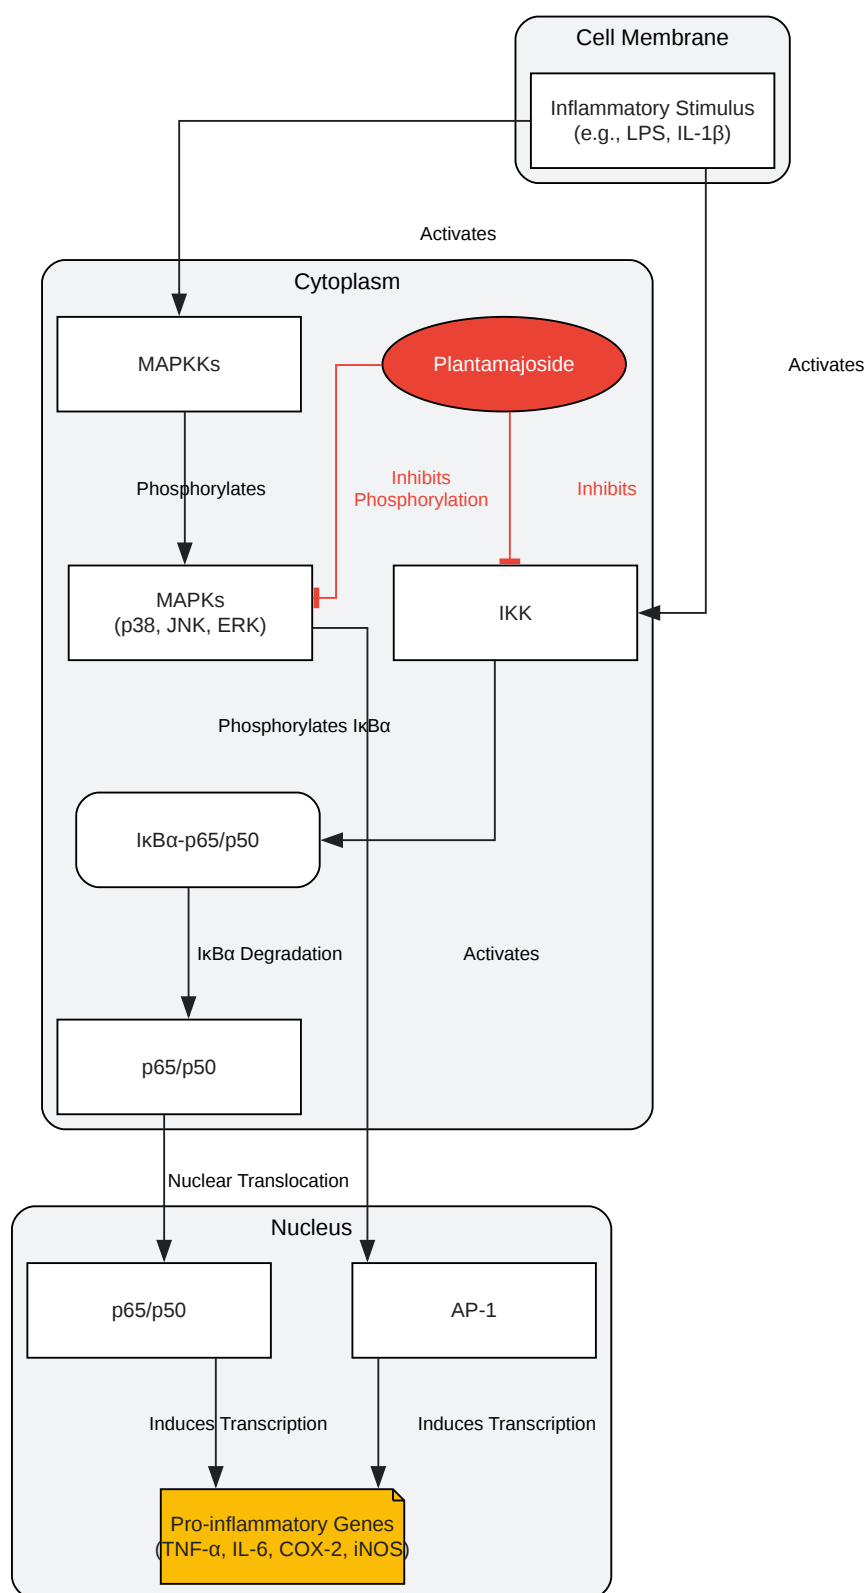 Cell Membrane
Inflammatory Stimulus
(e.g., LPS, IL-1β)
Activates
Cytoplasm
MAPKKs
Plantamajoside
Activates
Phosphorylates
Inhibits
Phosphorylation
Inhibits
MAPKs
(p38, JNK, ERK)
IKK
Phosphorylates IκBα
IκBα-p65/p50
IκBα Degradation
Activates
p65/p50
Nuclear Translocation
Nucleus
p65/p50
AP-1
Induces Transcription
Induces Transcription
Pro-inflammatory Genes
(TNF-α, IL-6, COX-2, iNOS)